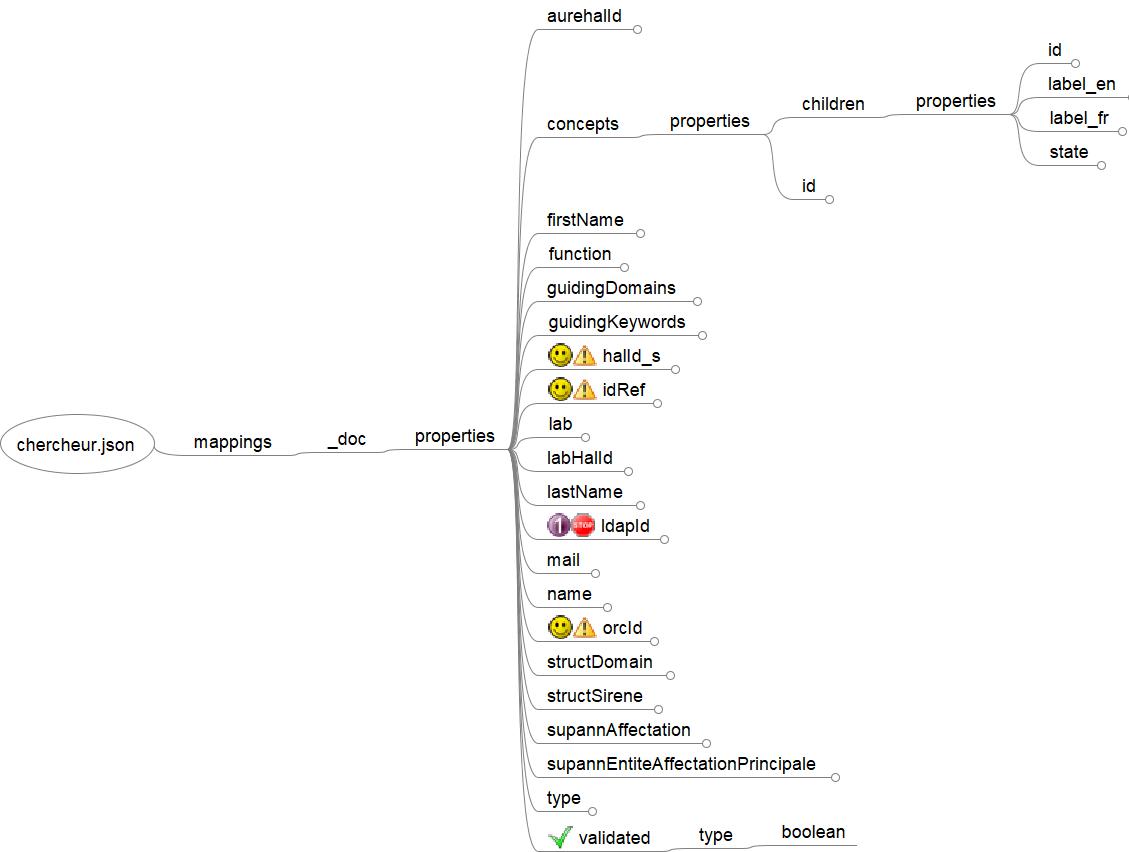 aurehalId
id
label_en
children
properties
concepts
properties
label_fr
state
id
firstName
function
guidingDomains
guidingKeywords
halId_s
idRef
lab
labHalId
lastName
chercheur.json
mappings
_doc
properties
1 STOP ldapId
mail
name
orcId
structDomain
structSirene
supannAffectation
supannEntiteAffectationPrincipale
type
validated
type
boolean